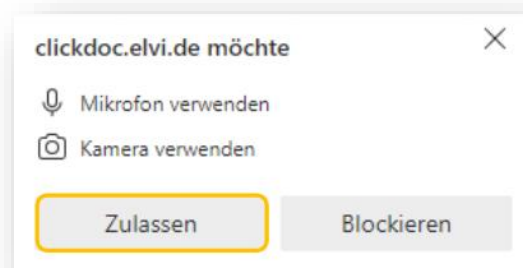 clickdoc.elvi.de möchte
Mikrofon verwenden
Kamera verwenden
Zulassen Blockieren